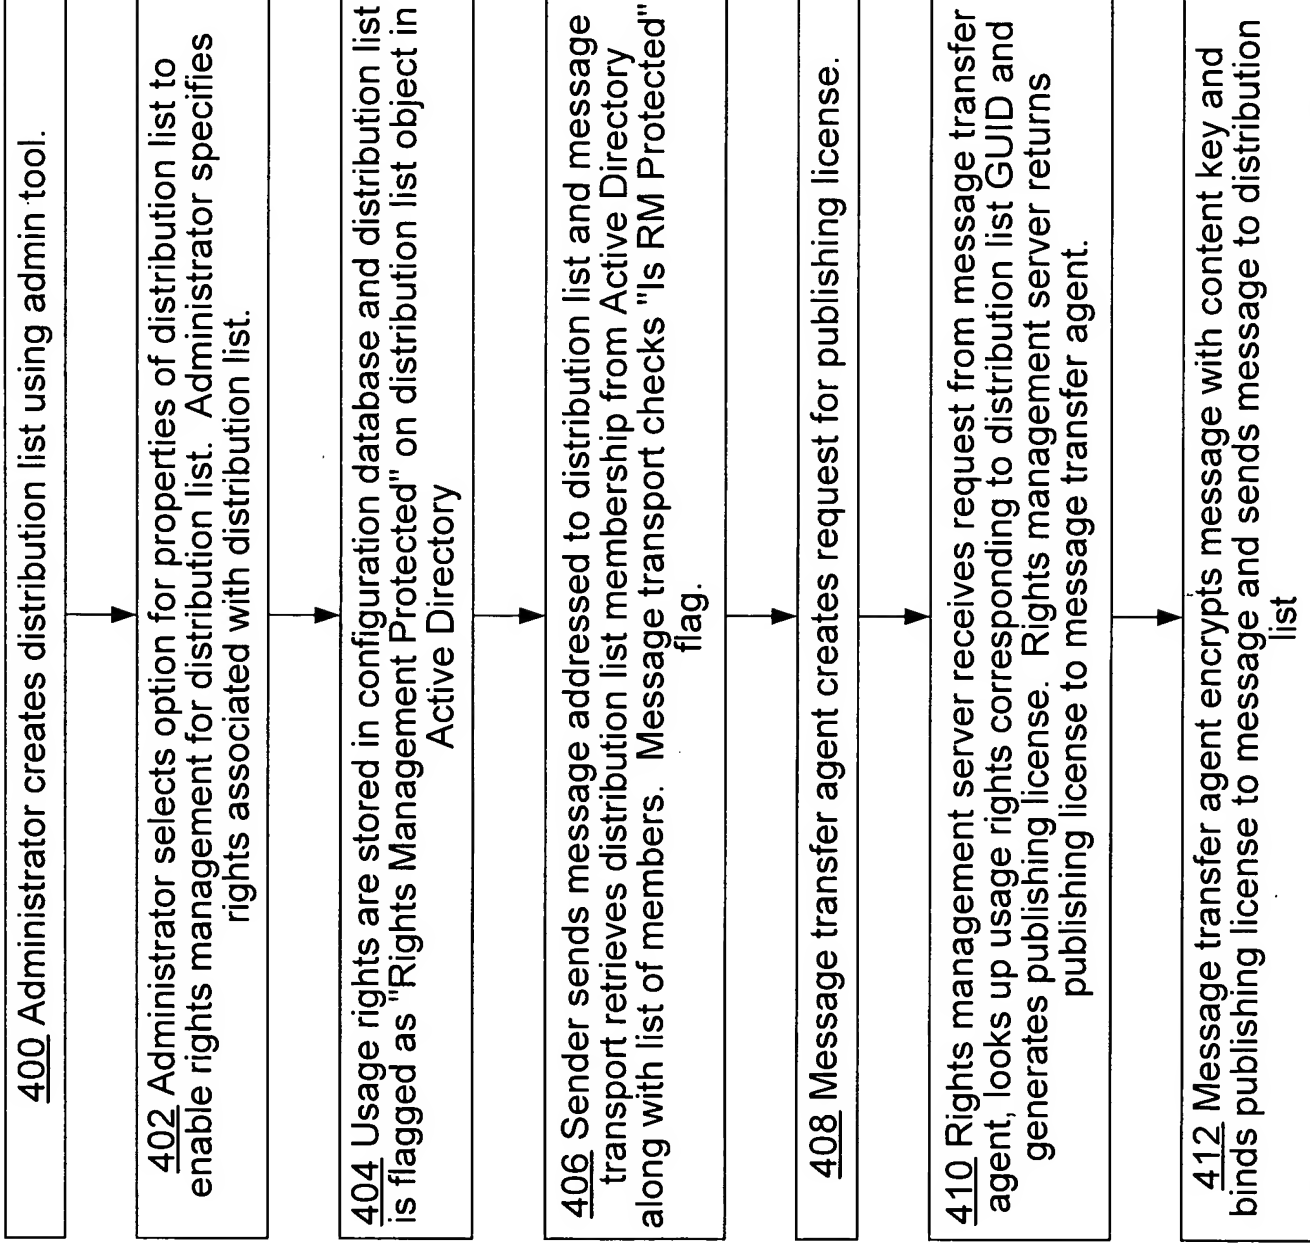 400 Administrator creates distribution list using admin tool.
402 Administrator selects option for properties of distribution list to
enable rights management for distribution list. Administrator specifies
rights associated with distribution list.
404 Usage rights are stored in configuration database and distribution list
is flagged as "Rights Management Protected" on distribution list object in
Active Directory
406 Sender sends message addressed to distribution list and message
transport retrieves distribution list membership from Active Directory
along with list of members. Message transport checks "Is RM Protected"
flag.
408 Message transfer agent creates request for publishing license.
410 Rights management server receives request from message transfer
agent, looks up usage rights corresponding to distribution list GUID and
generates publishing license. Rights management server returns
publishing license to message transfer agent.
412 Message transfer agent encrypts message with content key and
binds publishing license to message and sends message to distribution
list